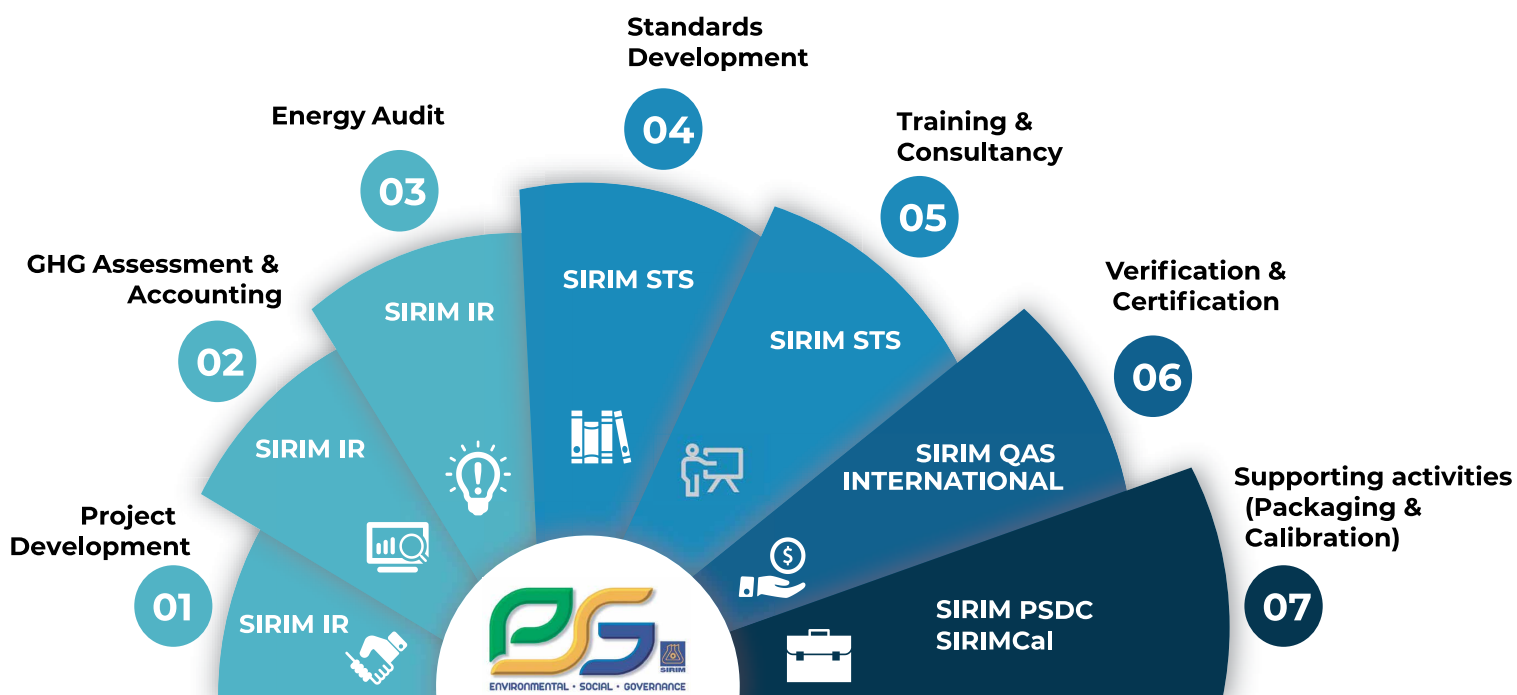 Project
Development
01
SIRIM IR
GHG Assessment &
Accounting
02
SIRIM IR
Energy Audit
03
SIRIM IR
Standards
Development
04
SIRIM STS
Training &
Consultancy
05
SIRIM STS
Verification &
Certification
06
SIRIM QAS
INTERNATIONAL
$
Supporting activities
(Packaging &
Calibration)
07
SIRIM PSDC
SIRIMCal
ESG
SIRIM
ENVIRONMENTAL • SOCIAL • GOVERNANCE